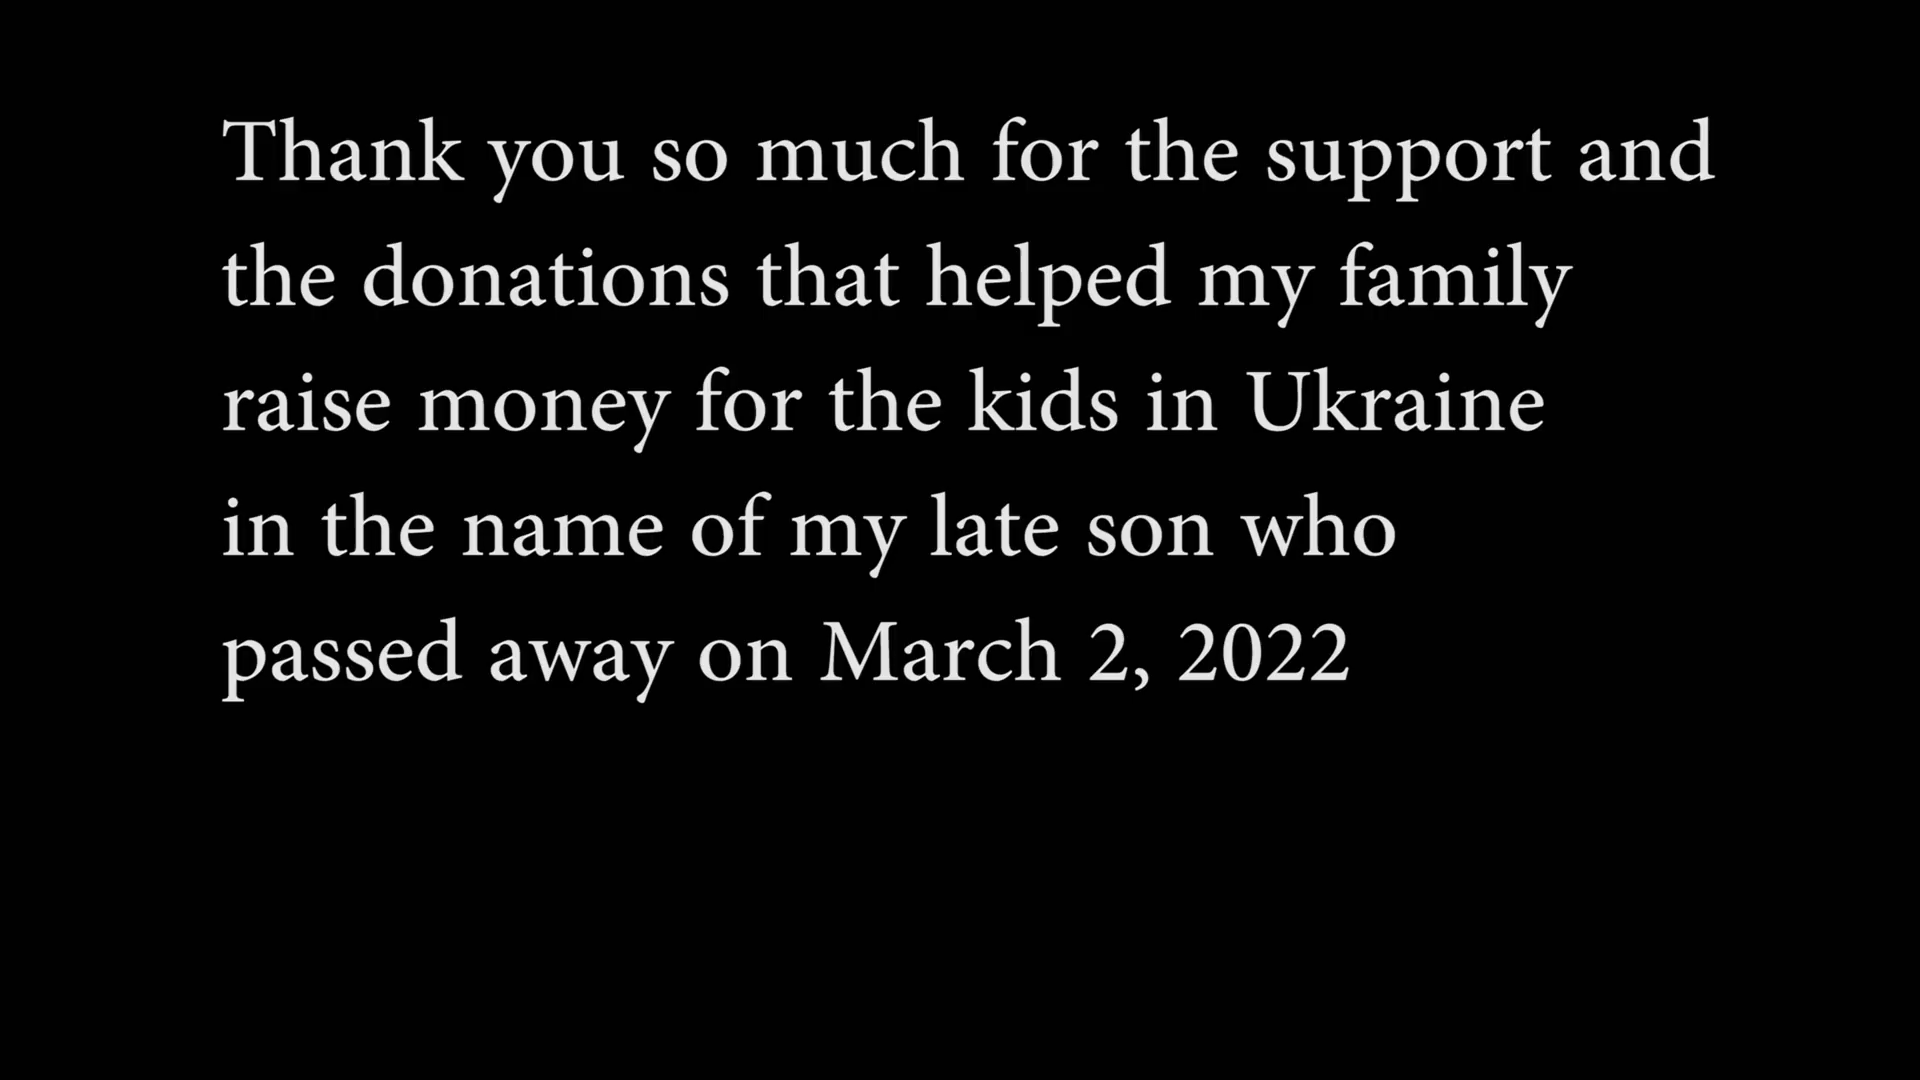 Thank you so much for the support and
the donations that helped my family
raise money for the kids in Ukraine
in the name of my late son who
passed away on March 2, 2022